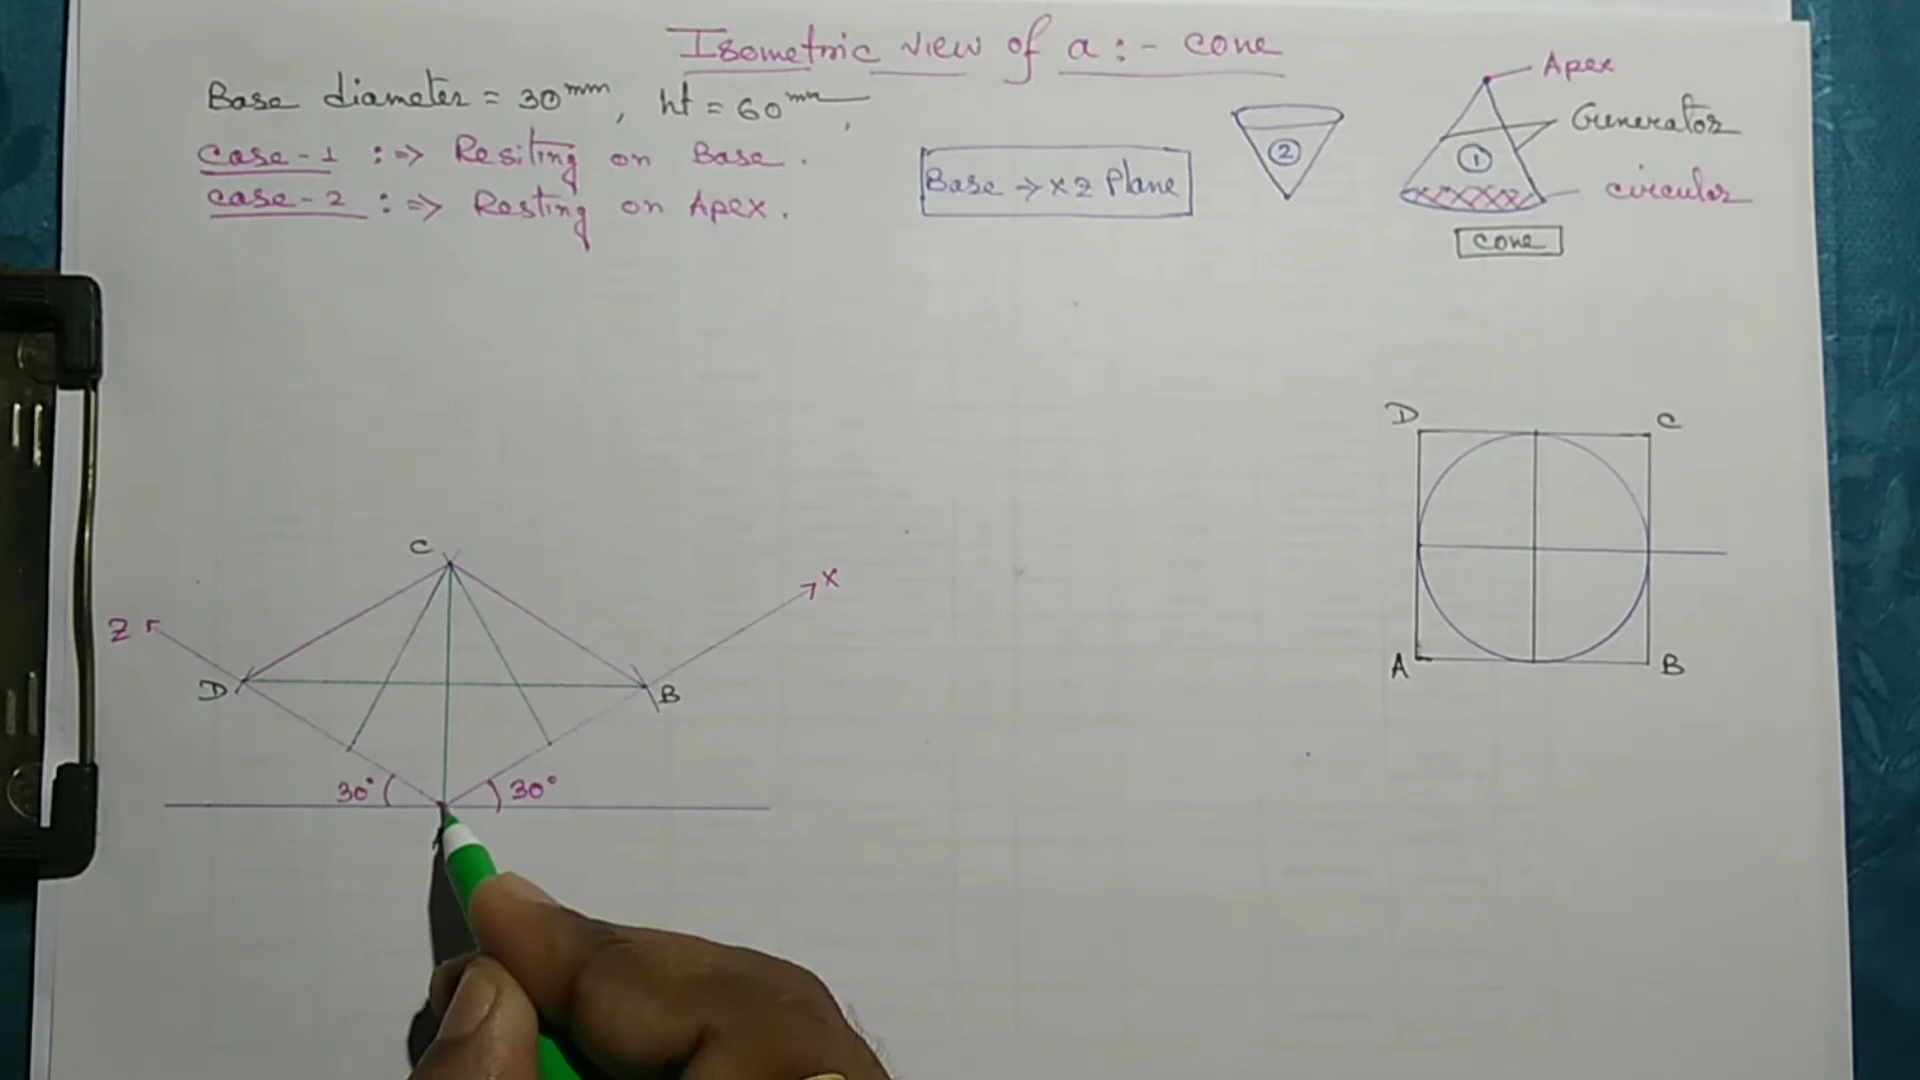 Isometric view of a :- cone
Base diameter = 30mm, ht = 60mm,
case-1 :⇒ Resiting on Base.
case-2 :⇒ Resting on Apex.
Base → xz Plane
2
1
Apex
Generator
circular
cone
D
C
A
B
C
X
Z
D
B
30°
30°